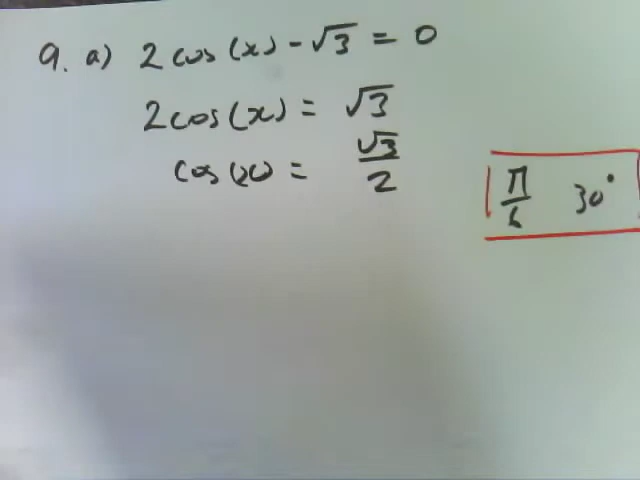 9. a) 2 cos (x) - √3 = 0
2cos(x) = √3
cos(x) = √3/2
π/6 30°